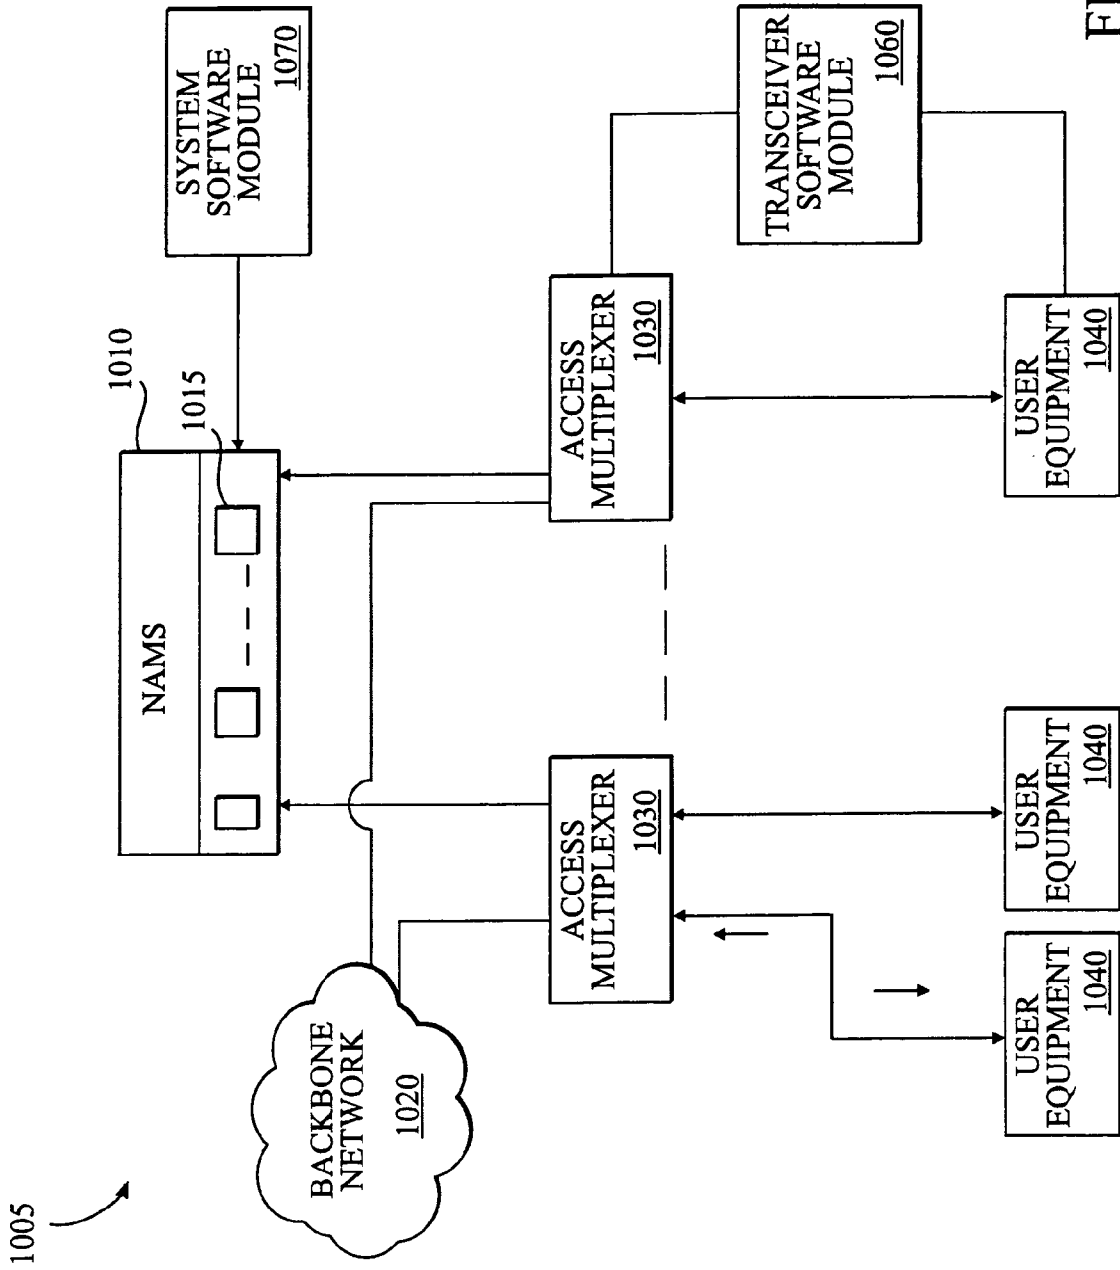 1005
1010
NAMS
1015
SYSTEM
SOFTWARE
MODULE
1070
BACKBONE
NETWORK
1020
ACCESS
MULTIPLEXER
1030
ACCESS
MULTIPLEXER
1030
TRANSCEIVER
SOFTWARE
MODULE
1060
USER
EQUIPMENT
1040
USER
EQUIPMENT
1040
USER
EQUIPMENT
1040